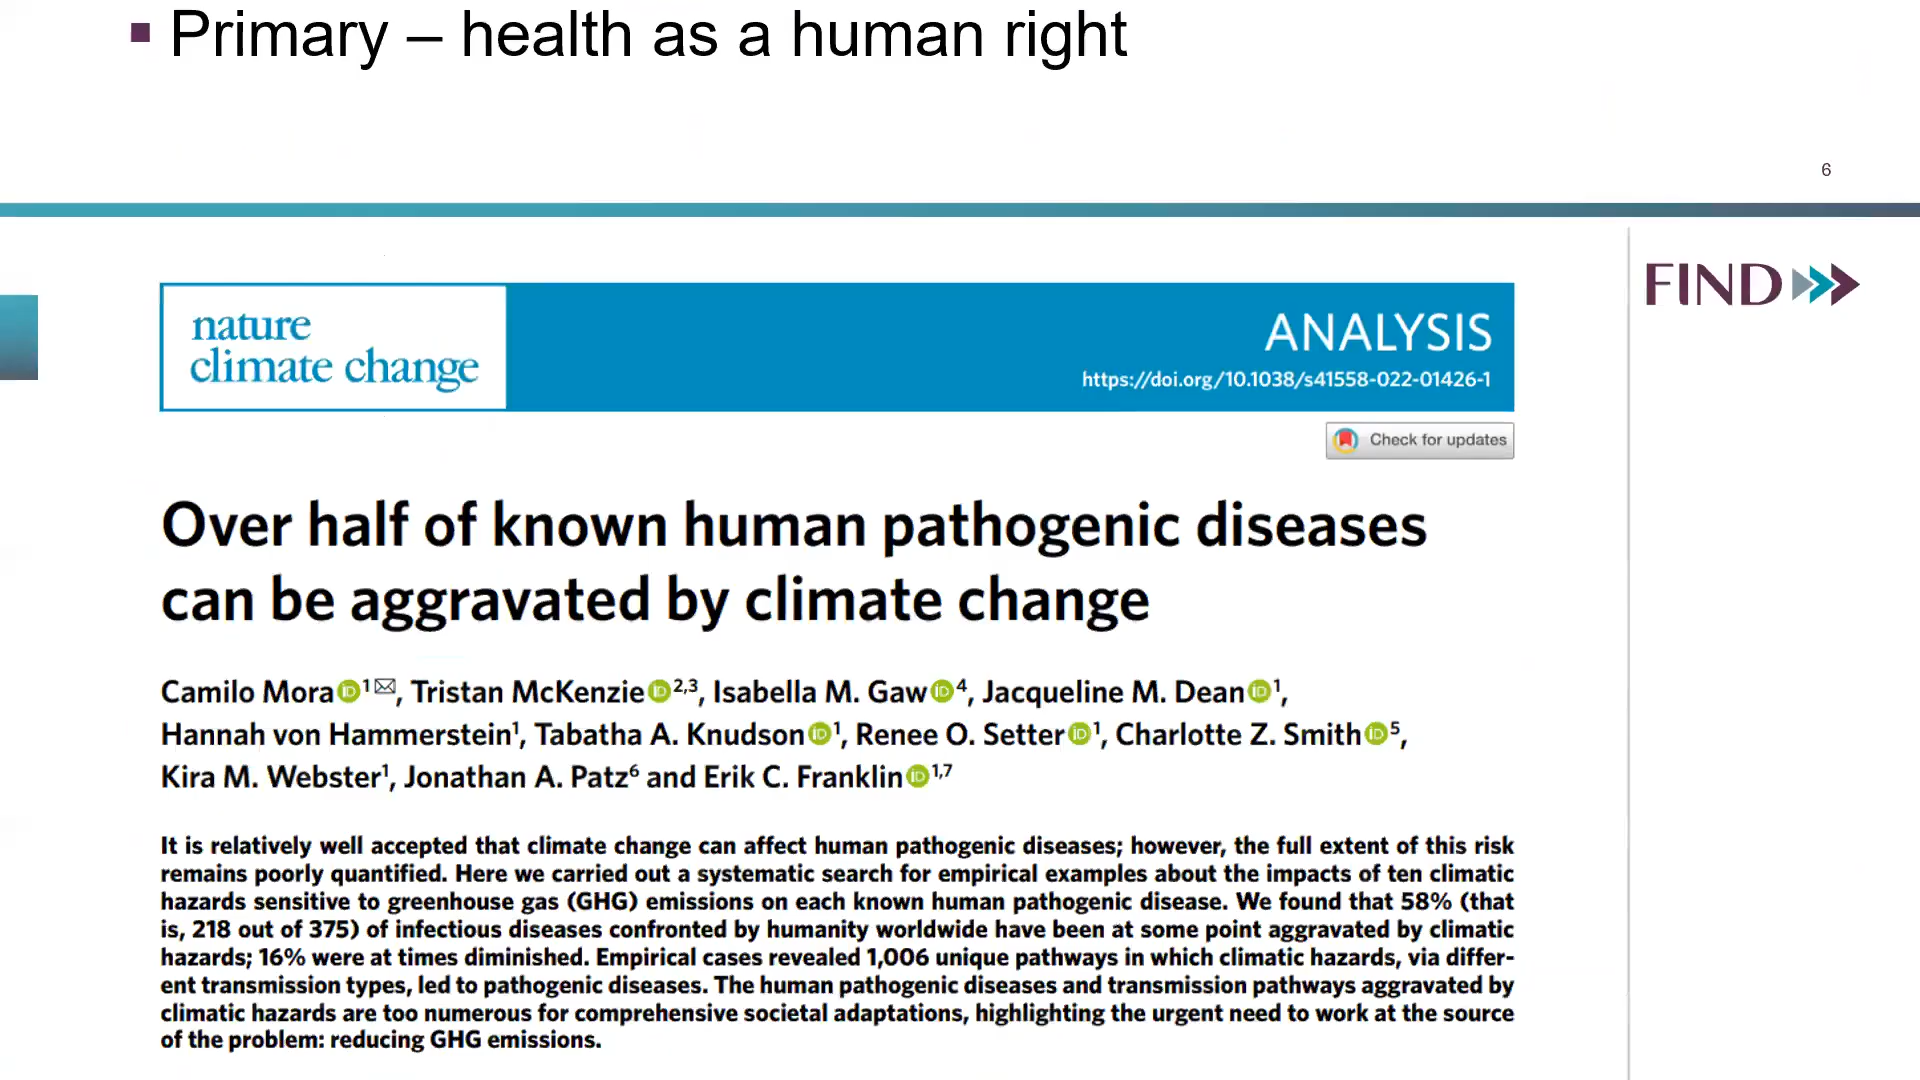 ▪ Primary – health as a human right
6
FIND
nature
climate change
ANALYSIS
https://doi.org/10.1038/s41558-022-01426-1
Check for updates
Over half of known human pathogenic diseases
can be aggravated by climate change
Camilo Mora iD 1✉, Tristan McKenzie iD 2,3, Isabella M. Gaw iD 4, Jacqueline M. Dean iD 1,
Hannah von Hammerstein1, Tabatha A. Knudson iD 1, Renee O. Setter iD 1, Charlotte Z. Smith iD 5,
Kira M. Webster1, Jonathan A. Patz6 and Erik C. Franklin iD 1,7
It is relatively well accepted that climate change can affect human pathogenic diseases; however, the full extent of this risk
remains poorly quantified. Here we carried out a systematic search for empirical examples about the impacts of ten climatic
hazards sensitive to greenhouse gas (GHG) emissions on each known human pathogenic disease. We found that 58% (that
is, 218 out of 375) of infectious diseases confronted by humanity worldwide have been at some point aggravated by climatic
hazards; 16% were at times diminished. Empirical cases revealed 1,006 unique pathways in which climatic hazards, via differ-
ent transmission types, led to pathogenic diseases. The human pathogenic diseases and transmission pathways aggravated by
climatic hazards are too numerous for comprehensive societal adaptations, highlighting the urgent need to work at the source
of the problem: reducing GHG emissions.